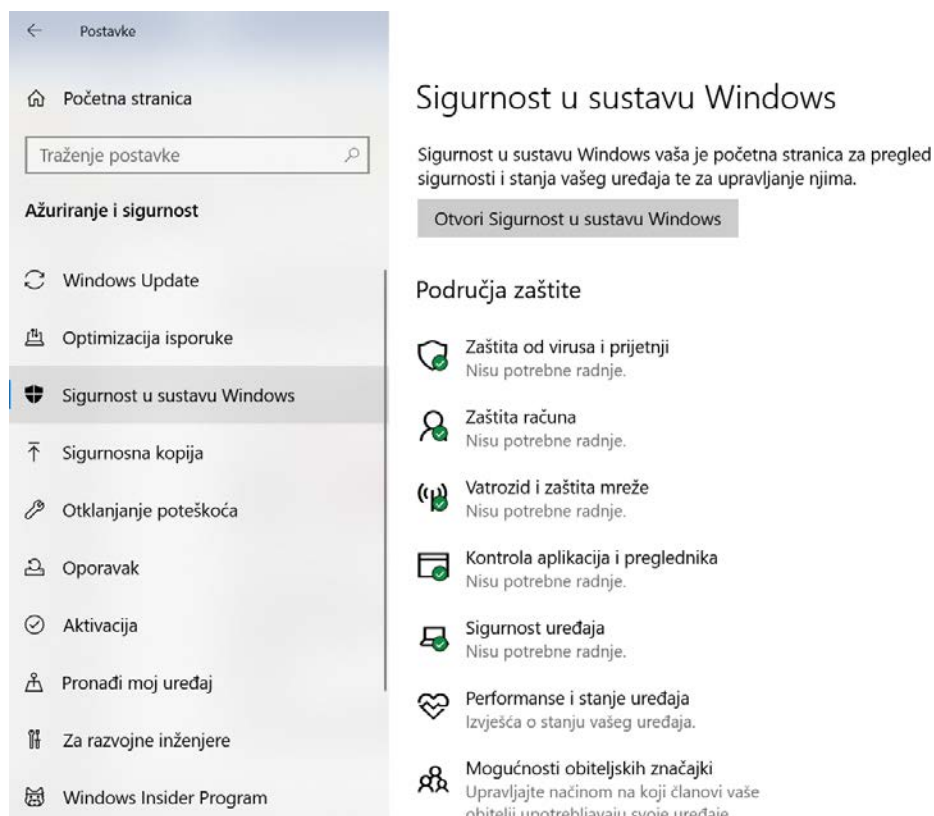 Postavke
Početna stranica
Traženje postavke
Ažuriranje i sigurnost
Windows Update
Optimizacija isporuke
Sigurnost u sustavu Windows
Sigurnosna kopija
Otklanjanje poteškoća
Oporavak
Aktivacija
Pronađi moj uređaj
Za razvojne inženjere
Windows Insider Program
Sigurnost u sustavu Windows
Sigurnost u sustavu Windows vaša je početna stranica za pregled
sigurnosti i stanja vašeg uređaja te za upravljanje njima.
Otvori Sigurnost u sustavu Windows
Područja zaštite
Zaštita od virusa i prijetnji
Nisu potrebne radnje.
Zaštita računa
Nisu potrebne radnje.
Vatrozid i zaštita mreže
Nisu potrebne radnje.
Kontrola aplikacija i preglednika
Nisu potrebne radnje.
Sigurnost uređaja
Nisu potrebne radnje.
Performanse i stanje uređaja
Izvješća o stanju vašeg uređaja.
Mogućnosti obiteljskih značajki
Upravljajte načinom na koji članovi vaše
obitelji upotrebljavaju svoje uređaje